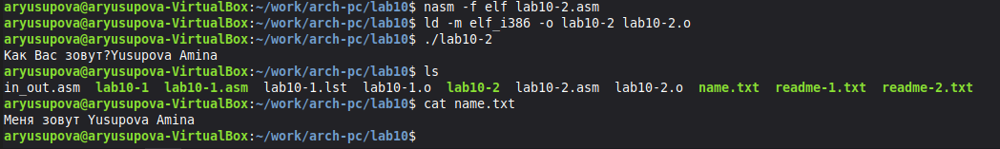 aryusupova@aryusupova-VirtualBox:~/work/arch-pc/lab10$ nasm -f elf lab10-2.asm
aryusupova@aryusupova-VirtualBox:~/work/arch-pc/lab10$ ld -m elf_i386 -o lab10-2 lab10-2.o
aryusupova@aryusupova-VirtualBox:~/work/arch-pc/lab10$ ./lab10-2
Как Вас зовут?Yusupova Amina
aryusupova@aryusupova-VirtualBox:~/work/arch-pc/lab10$ ls
in_out.asm lab10-1 lab10-1.asm lab10-1.lst lab10-1.o lab10-2 lab10-2.asm lab10-2.o name.txt readme-1.txt readme-2.txt
aryusupova@aryusupova-VirtualBox:~/work/arch-pc/lab10$ cat name.txt
Меня зовут Yusupova Amina
aryusupova@aryusupova-VirtualBox:~/work/arch-pc/lab10$